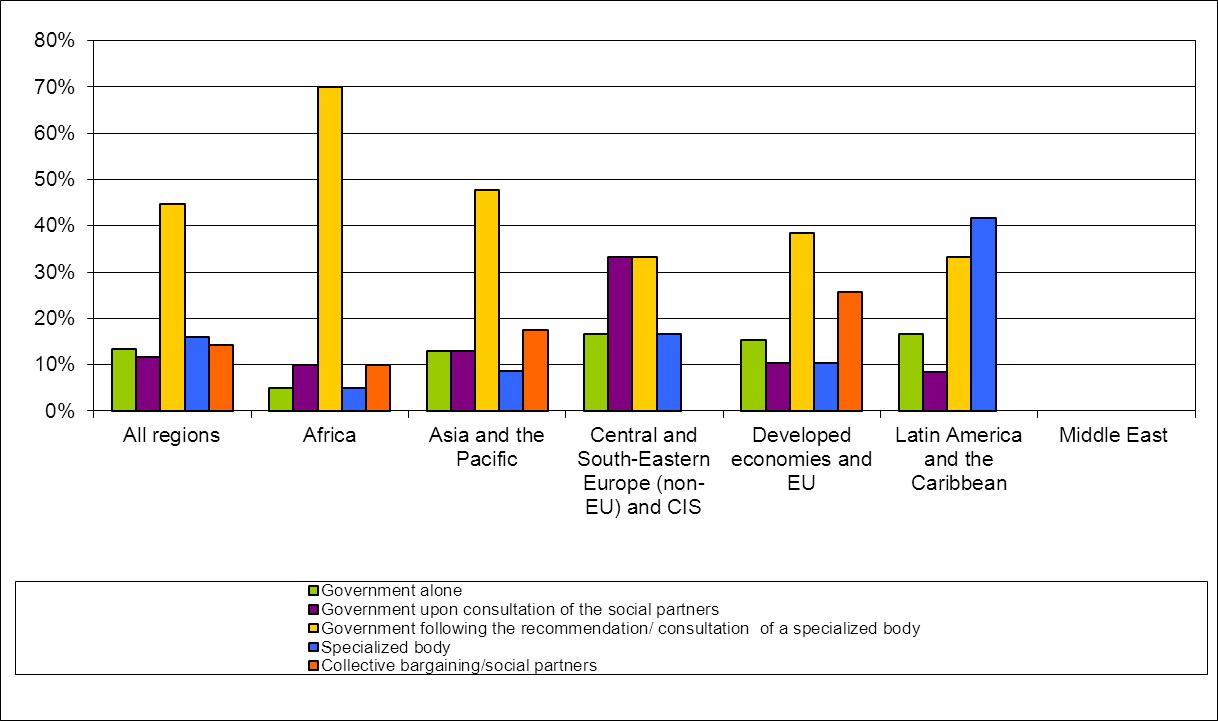 80%
70%
60%
50%
40%
30%
20%
10%
0%
All regions
Africa
Asia and the
Pacific
Central and
South-Eastern
Europe (non-
EU) and CIS
Developed
economies and
EU
Latin America
and the
Caribbean
Middle East
Government alone
Government upon consultation of the social partners
Government following the recommendation/ consultation  of a specialized body
Specialized body
Collective bargaining/social partners